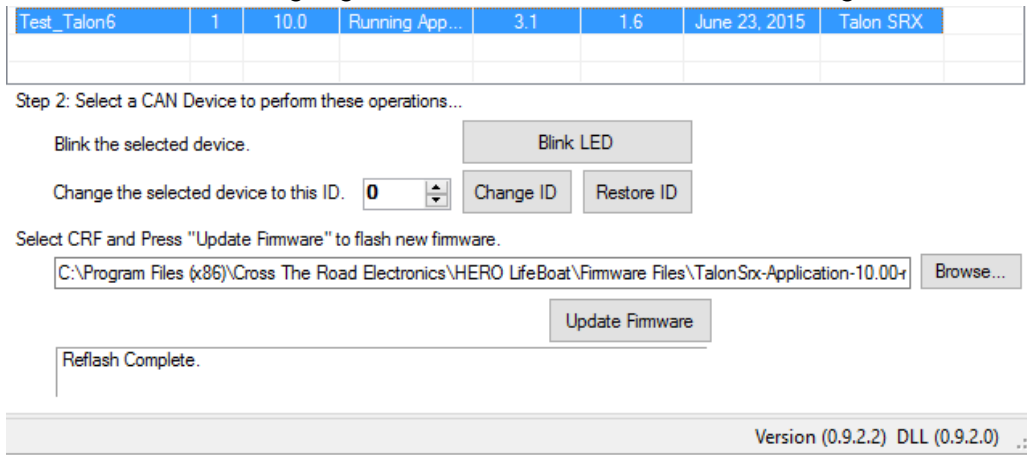 Test_Talon6 1 10.0 Running App... 3.1 1.6 June 23, 2015 Talon SRX
Step 2: Select a CAN Device to perform these operations...
Blink the selected device. Blink LED
Change the selected device to this ID. 0 Change ID Restore ID
Select CRF and Press "Update Firmware" to flash new firmware.
C:\Program Files (x86)\Cross The Road Electronics\HERO LifeBoat\Firmware Files\TalonSrx-Application-10.00- Browse...
Update Firmware
Reflash Complete.
Version (0.9.2.2) DLL (0.9.2.0)